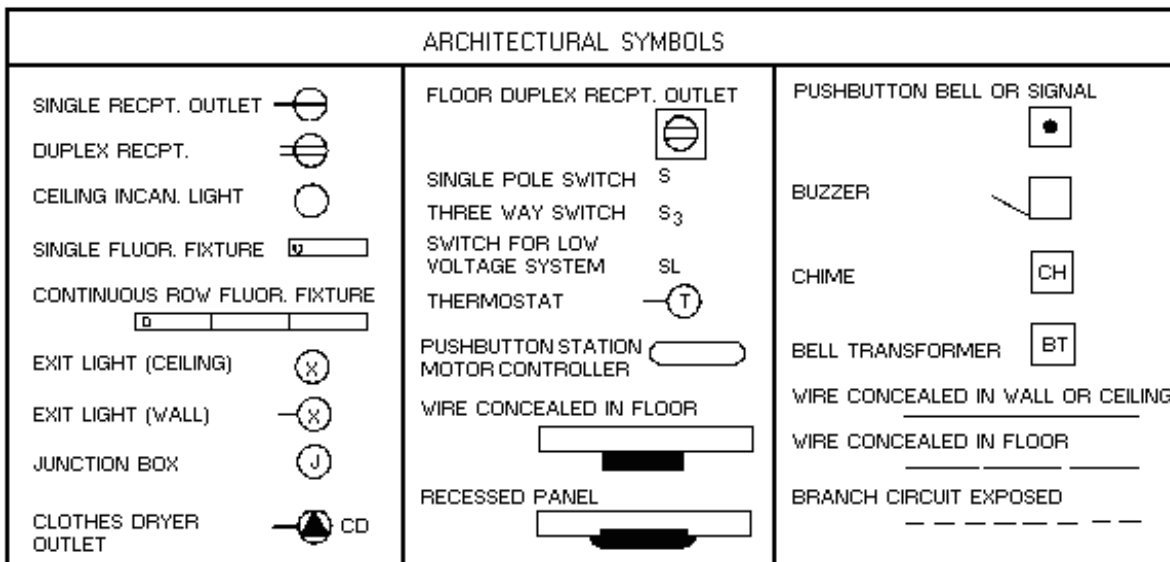 ARCHITECTURAL SYMBOLS
SINGLE RECPT. OUTLET
DUPLEX RECPT.
CEILING INCAN. LIGHT
SINGLE FLUOR. FIXTURE
CONTINUOUS ROW FLUOR. FIXTURE
EXIT LIGHT (CEILING) X
EXIT LIGHT (WALL) X
JUNCTION BOX J
CLOTHES DRYER CD
OUTLET
FLOOR DUPLEX RECPT. OUTLET
SINGLE POLE SWITCH S
THREE WAY SWITCH S3
SWITCH FOR LOW
VOLTAGE SYSTEM SL
THERMOSTAT T
PUSHBUTTON STATION
MOTOR CONTROLLER
WIRE CONCEALED IN FLOOR
RECESSED PANEL
PUSHBUTTON BELL OR SIGNAL
BUZZER
CHIME CH
BELL TRANSFORMER BT
WIRE CONCEALED IN WALL OR CEILING
WIRE CONCEALED IN FLOOR
BRANCH CIRCUIT EXPOSED